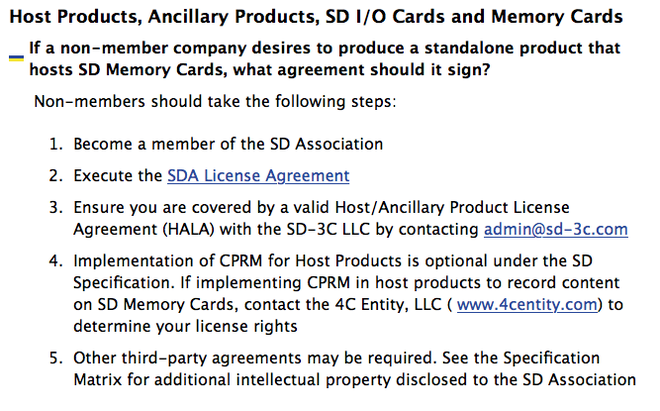 Host Products, Ancillary Products, SD I/O Cards and Memory Cards
If a non-member company desires to produce a standalone product that
hosts SD Memory Cards, what agreement should it sign?
Non-members should take the following steps:
1. Become a member of the SD Association
2. Execute the SDA License Agreement
3. Ensure you are covered by a valid Host/Ancillary Product License
Agreement (HALA) with the SD-3C LLC by contacting admin@sd-3c.com
4. Implementation of CPRM for Host Products is optional under the SD
Specification. If implementing CPRM in host products to record content
on SD Memory Cards, contact the 4C Entity, LLC ( www.4centity.com) to
determine your license rights
5. Other third-party agreements may be required. See the Specification
Matrix for additional intellectual property disclosed to the SD Association